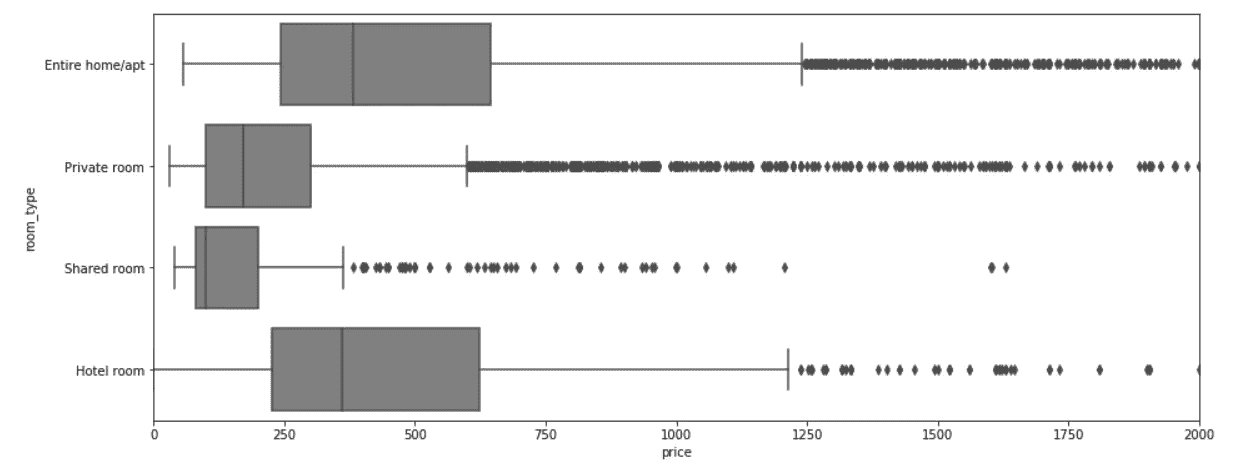 Entire home/apt
Private room
room_type
Shared room
Hotel room
0 250 500 750 1000 1250 1500 1750 2000
price